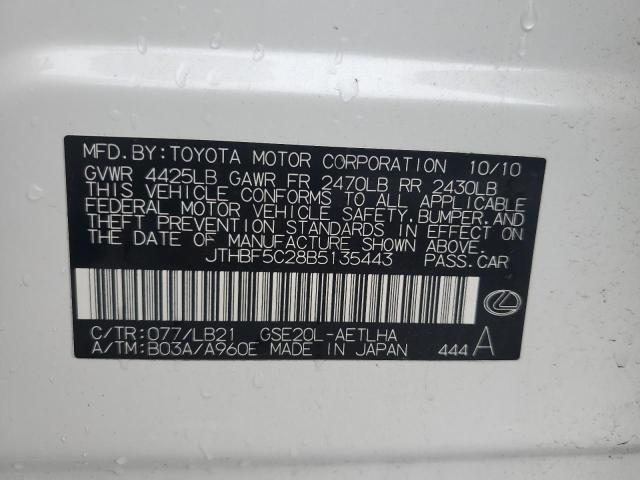 MFD. BY: TOYOTA MOTOR CORPORATION 10/10
GVWR 4425LB GAWR FR 2470LB RR 2430LB
THIS VEHICLE CONFORMS TO ALL APPLICABLE
FEDERAL MOTOR VEHICLE SAFETY, BUMPER, AND
THEFT PREVENTION STANDARDS IN EFFECT ON
THE DATE OF MANUFACTURE SHOWN ABOVE.
JTHBF5C28B5135443 PASS. CAR
C/TR: 077/LB21 GSE20L-AETLHA
A/TM: B03A/A960E MADE IN JAPAN 444 A